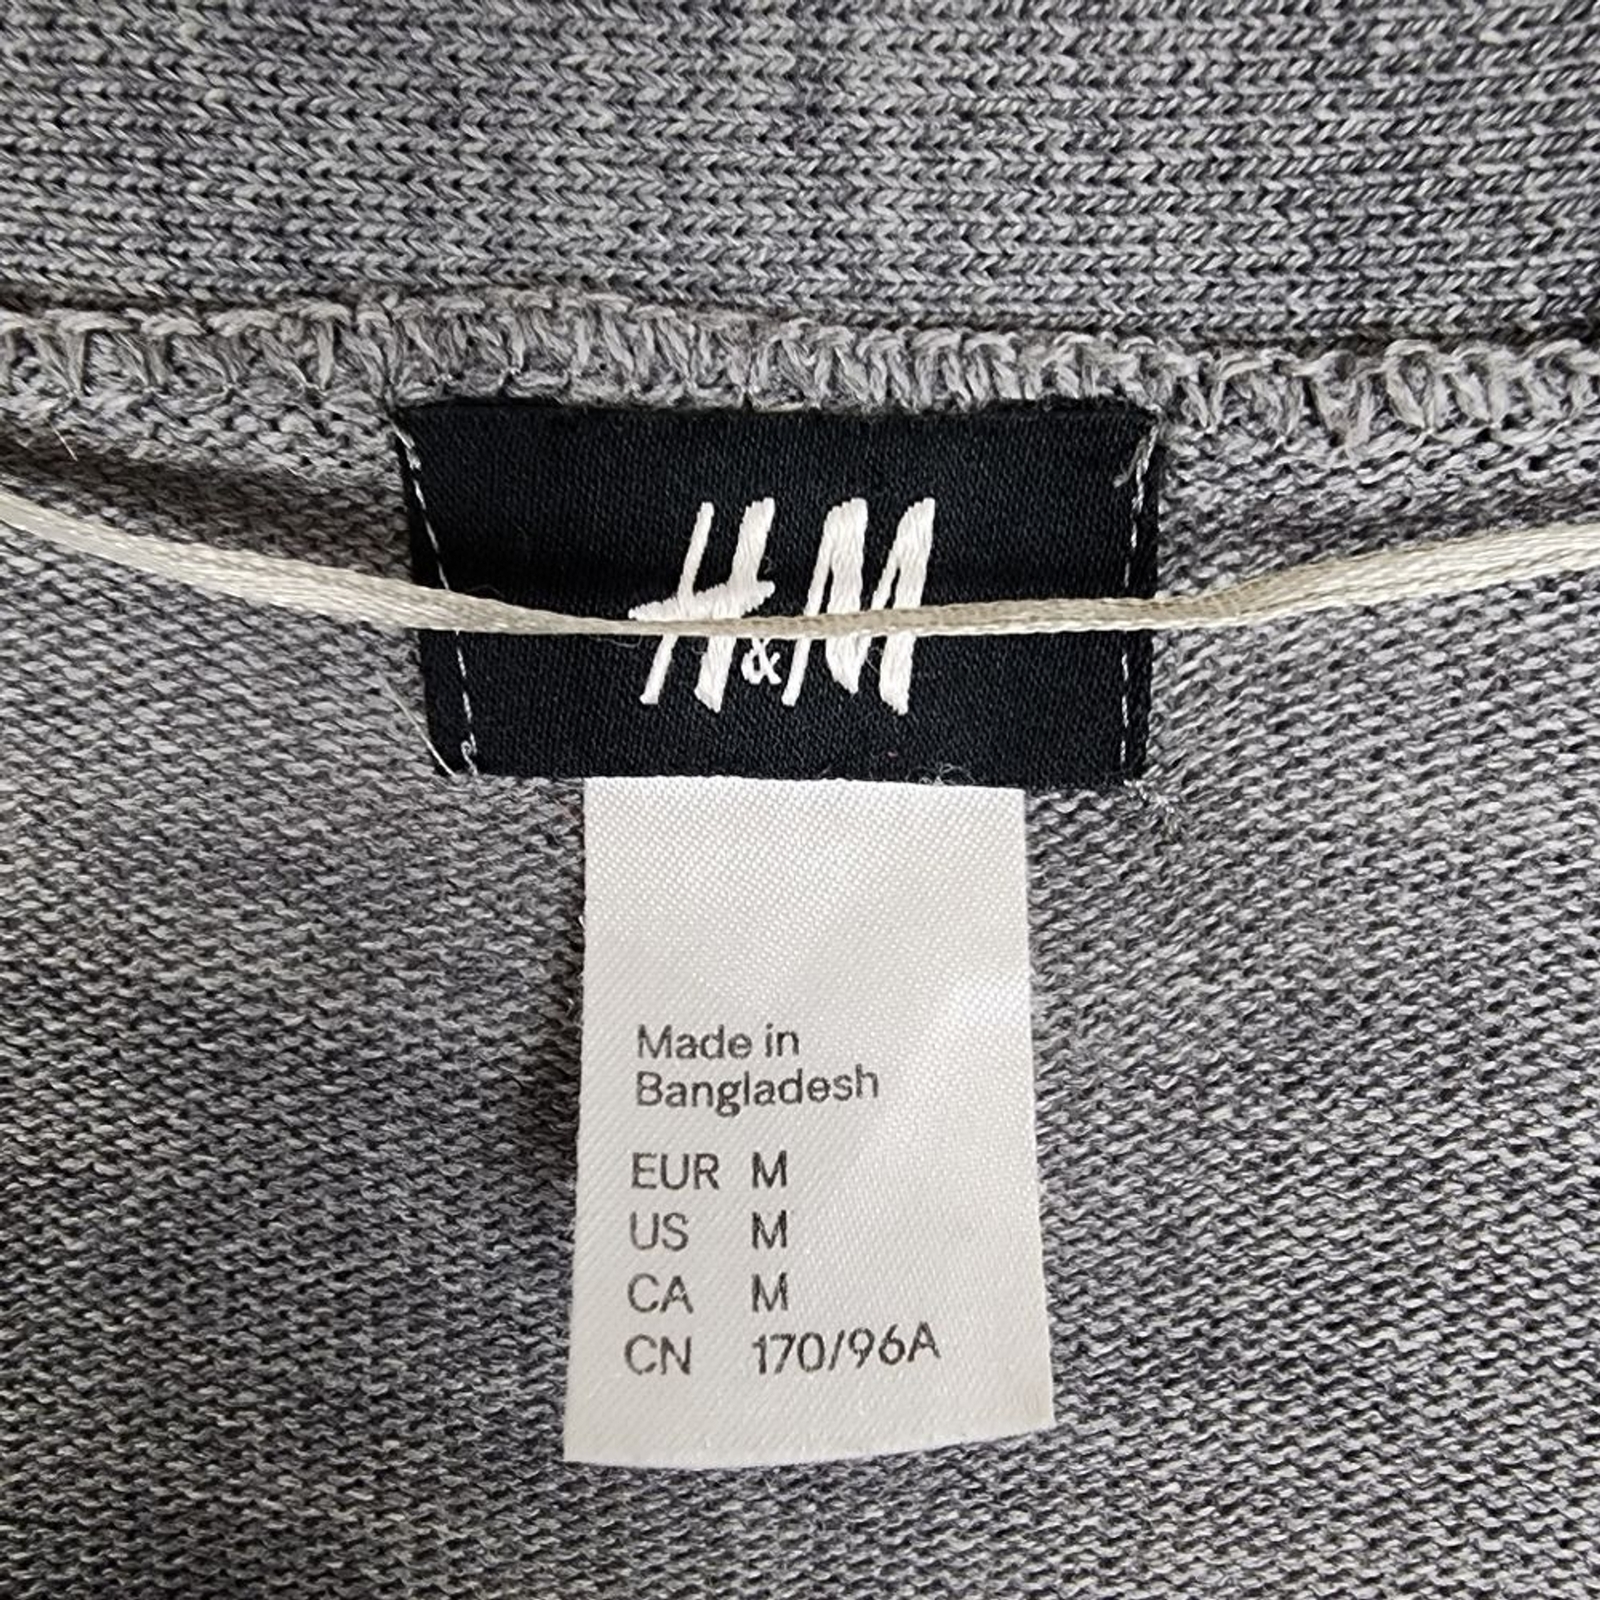 H&M
Made in
Bangladesh
EUR M
US M
CA M
CN 170/96A